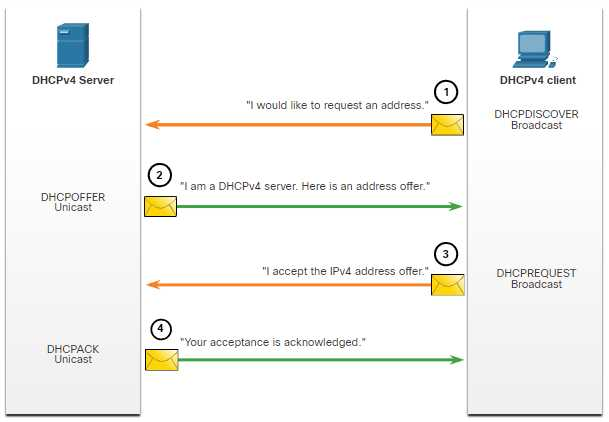 DHCPv4 Server
DHCPv4 client
1
"I would like to request an address."
DHCPDISCOVER
Broadcast
2
"I am a DHCPv4 server. Here is an address offer."
DHCPOFFER
Unicast
3
"I accept the IPv4 address offer."
DHCPREQUEST
Broadcast
4
"Your acceptance is acknowledged."
DHCPACK
Unicast